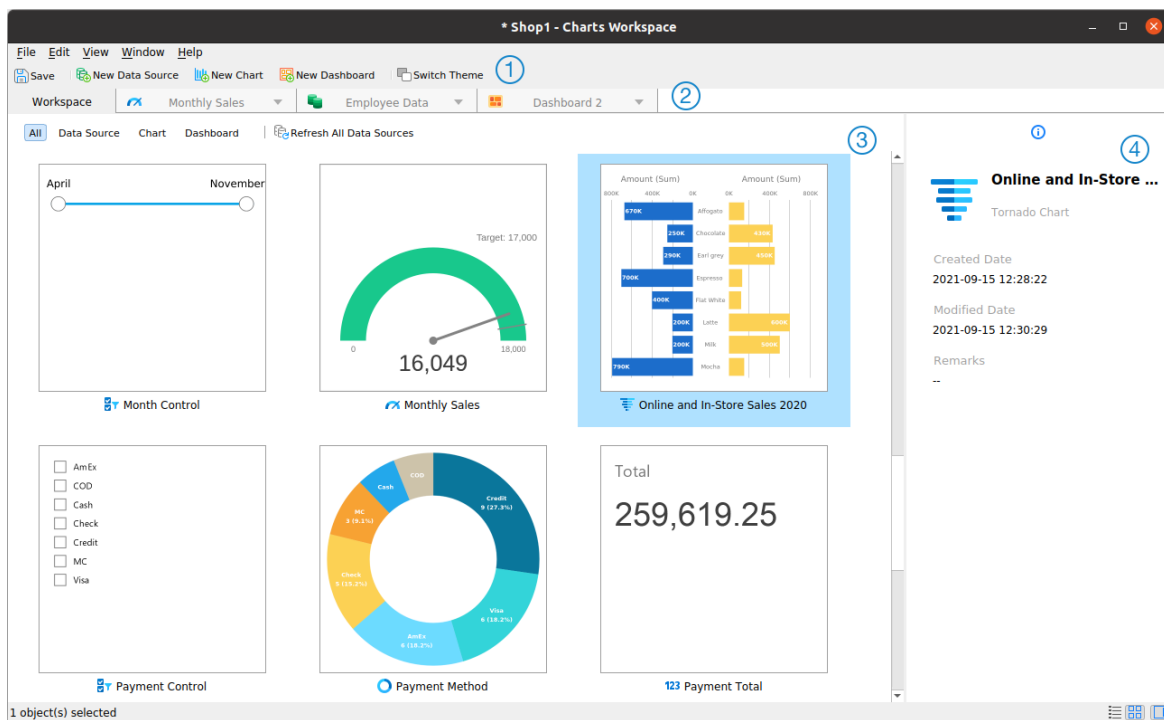 * Shop1 - Charts Workspace
File Edit View Window Help
Save New Data Source New Chart New Dashboard Switch Theme 1
Workspace Monthly Sales Employee Data Dashboard 2 2
All Data Source Chart Dashboard Refresh All Data Sources 3
April November
Month Control
Target: 17,000
0 18,000
16,049
Monthly Sales
Amount (Sum) Amount (Sum)
800K 400K 0K 0K 400K 800K
670K Affogato
250K Chocolate 430K
290K Earl grey 450K
700K Espresso
400K Flat White
200K Latte 600K
200K Milk 500K
790K Mocha
Online and In-Store Sales 2020
AmEx
COD
Cash
Check
Credit
MC
Visa
Payment Control
COD
Cash
Credit
9 (27.3%)
MC
3 (9.1%)
Check
5 (15.2%)
Visa
6 (18.2%)
AmEx
6 (18.2%)
Payment Method
Total
259,619.25
123 Payment Total
4
Online and In-Store ...
Tornado Chart
Created Date
2021-09-15 12:28:22
Modified Date
2021-09-15 12:30:29
Remarks
--
1 object(s) selected